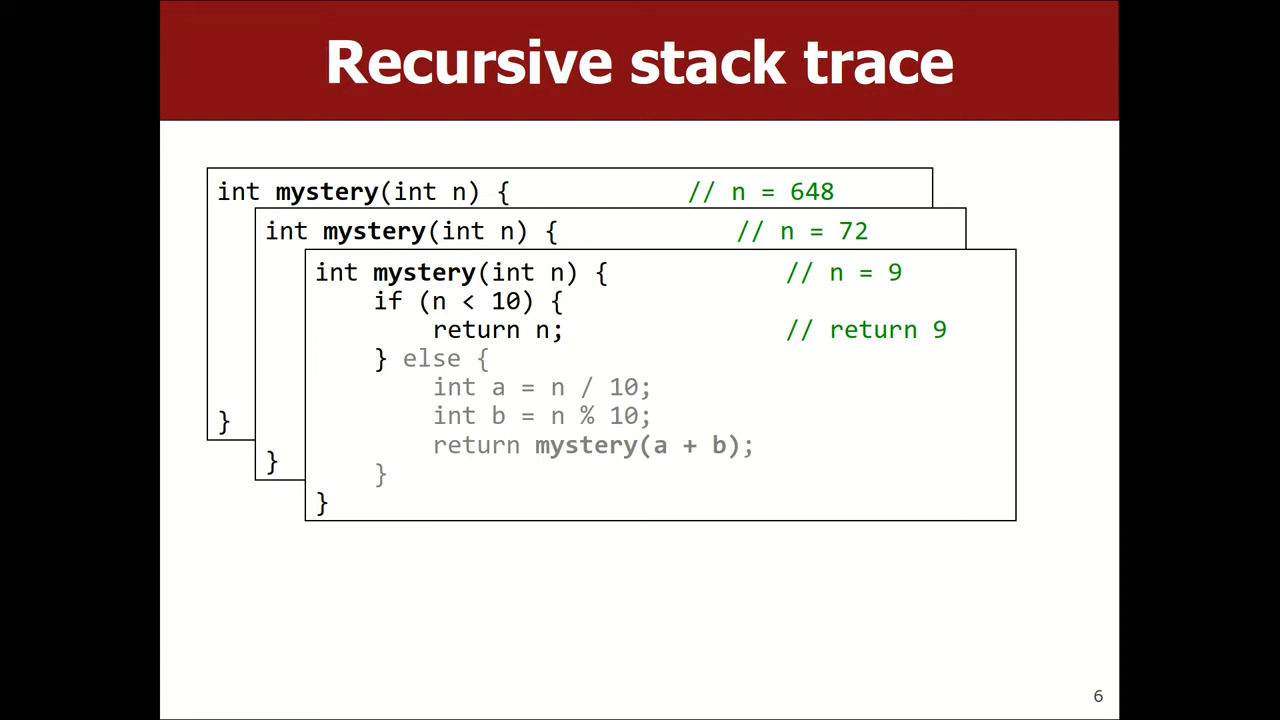 Recursive stack trace
int mystery(int n) { // n = 648
int mystery(int n) { // n = 72
int mystery(int n) { // n = 9
if (n < 10) {
return n; // return 9
} else {
int a = n / 10;
int b = n % 10;
}
return mystery(a + b);
}
}
}
6